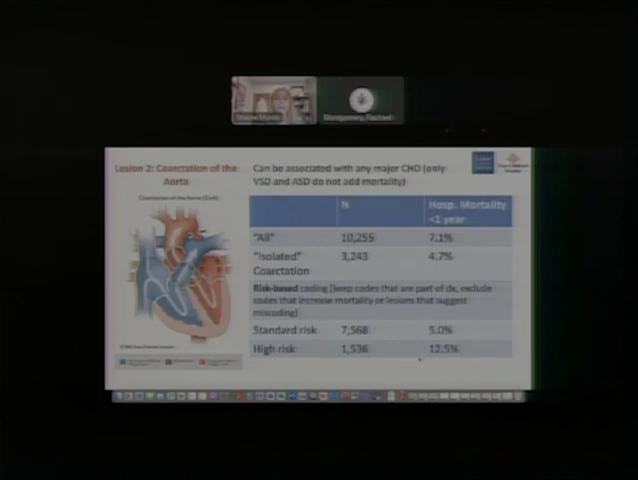 Montgomery, Rachael
Lesion 2: Coarctation of the
Aorta
Can be associated with any major CHD (only
VSD and ASD do not add mortality)
Coarctation of the Aorta (CoA)
N
Hosp. Mortality
<1 year
"All" 10,255 7.1%
"Isolated" 3,243 4.7%
Coarctation
Risk-based coding (keep codes that are part of dx, exclude
codes that increase mortality or lesions that suggest
miscoding)
Standard risk 7,568 5.0%
High risk 1,536 12.5%